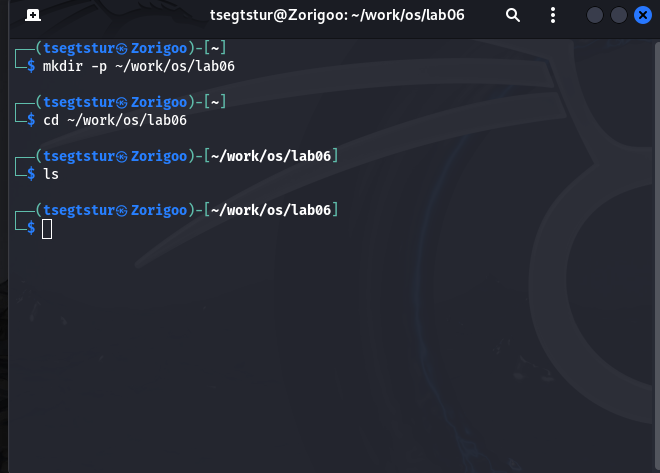 tsegtstur@Zorigoo: ~/work/os/lab06
┌──(tsegtstur㉿Zorigoo)-[~]
└─$ mkdir -p ~/work/os/lab06
┌──(tsegtstur㉿Zorigoo)-[~]
└─$ cd ~/work/os/lab06
┌──(tsegtstur㉿Zorigoo)-[~/work/os/lab06]
└─$ ls
┌──(tsegtstur㉿Zorigoo)-[~/work/os/lab06]
└─$